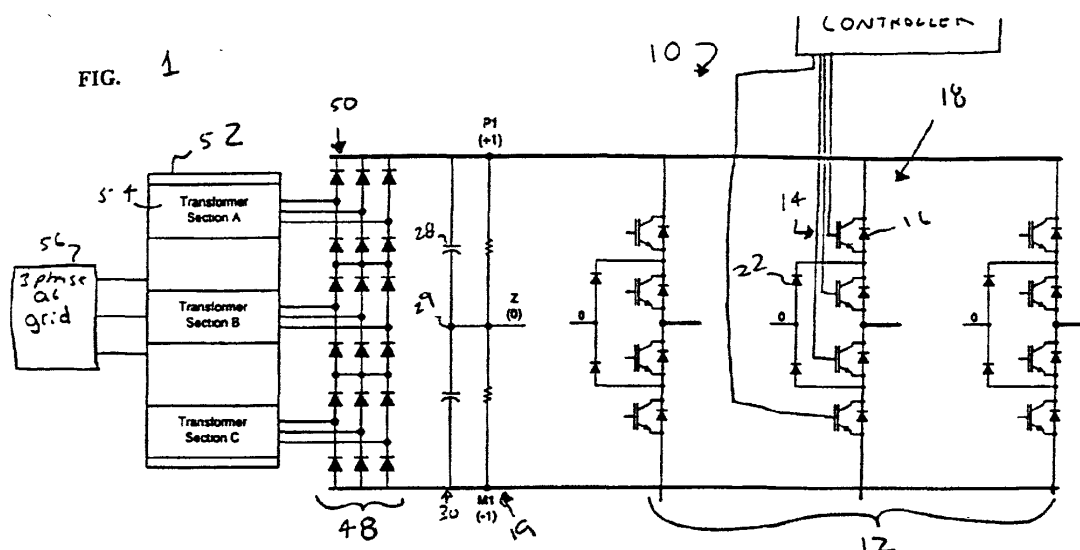 CONTROLLER
10
FIG. 1
18
50
P1
(+1)
52
54
Transformer
Section A
14
16
28
56
22
3 phase
ac
grid
29
Z
(0)
0
0
0
Transformer
Section B
Transformer
Section C
48
30
M1
(-1)
19
12